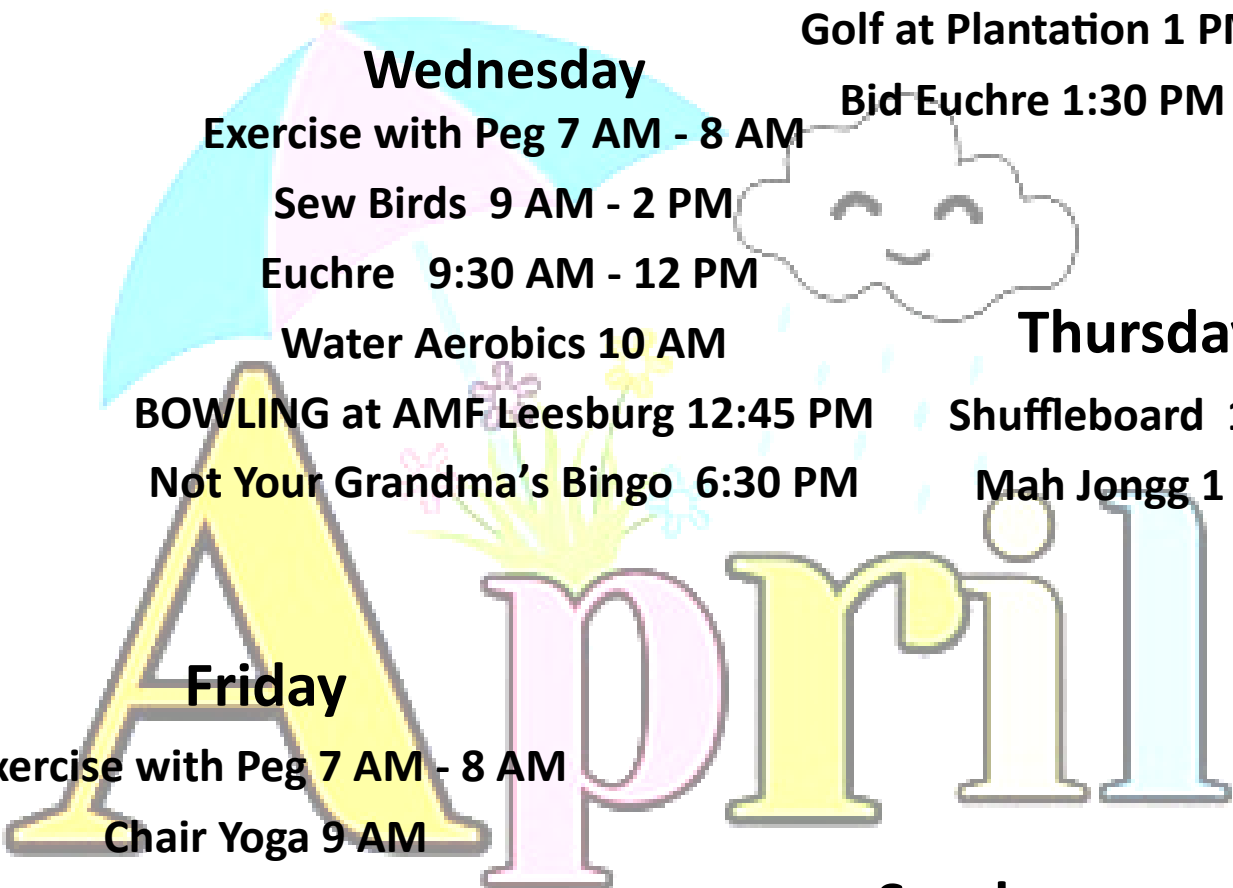 Golf at Plantation 1 PM
Bid Euchre 1:30 PM
Wednesday
Exercise with Peg 7 AM - 8 AM
Sew Birds 9 AM - 2 PM
Euchre 9:30 AM - 12 PM
Water Aerobics 10 AM
BOWLING at AMF Leesburg 12:45 PM
Not Your Grandma’s Bingo 6:30 PM
Thursday
Shuffleboard
Mah Jongg 1
April
Friday
Exercise with Peg 7 AM - 8 AM
Chair Yoga 9 AM